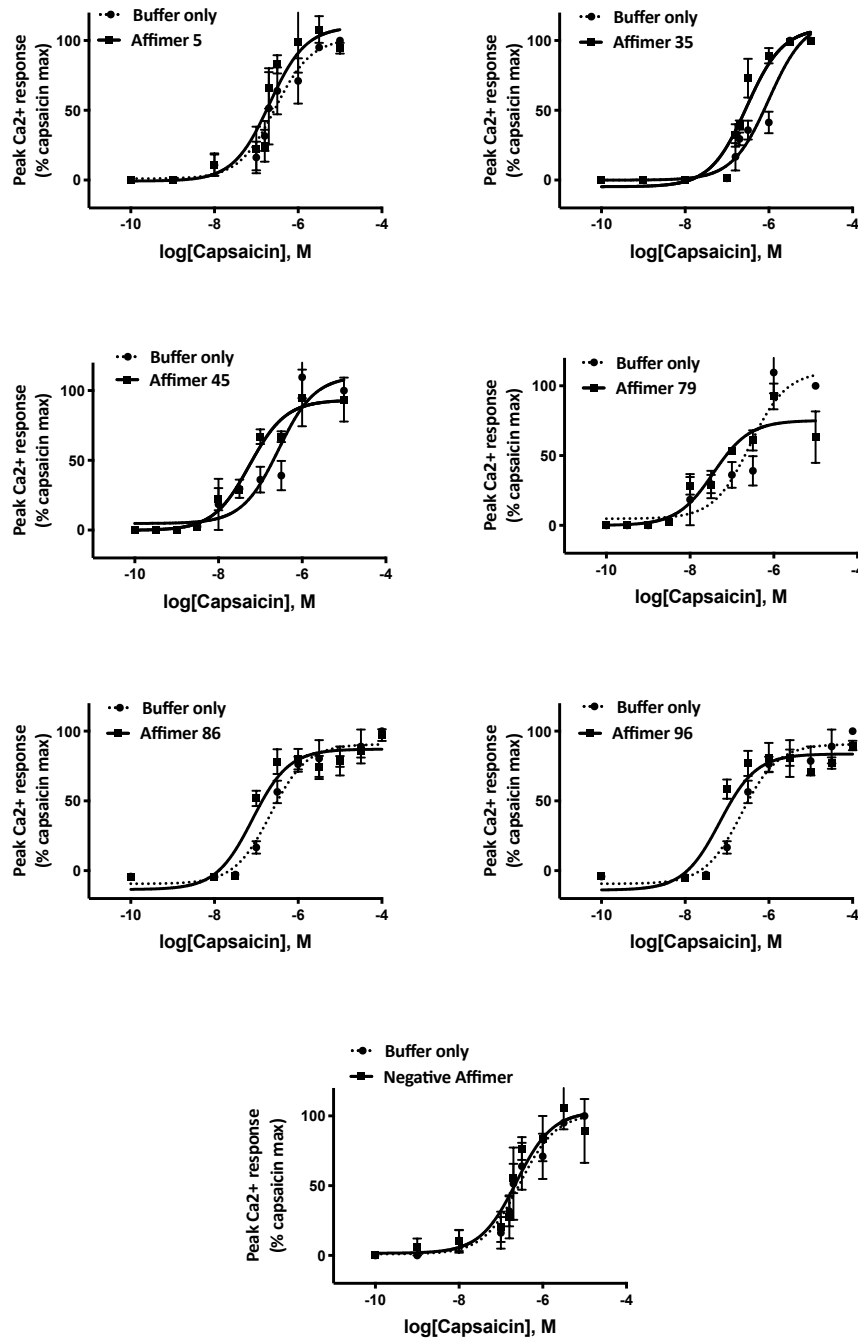 Buffer only
Affimer 5
Peak Ca2+ response
(% capsaicin max)
100
50
0
-10
-8
-6
-4
log[Capsaicin], M
Buffer only
Affimer 35
Peak Ca2+ response
(% capsaicin max)
100
50
0
-10
-8
-6
-4
log[Capsaicin], M
Buffer only
Affimer 45
Peak Ca2+ response
(% capsaicin max)
100
50
0
-10
-8
-6
-4
log[Capsaicin], M
Buffer only
Affimer 79
Peak Ca2+ response
(% capsaicin max)
100
50
0
-10
-8
-6
-4
log[Capsaicin], M
Buffer only
Affimer 86
Peak Ca2+ response
(% capsaicin max)
100
50
0
-10
-8
-6
-4
log[Capsaicin], M
Buffer only
Affimer 96
Peak Ca2+ response
(% capsaicin max)
100
50
0
-10
-8
-6
-4
log[Capsaicin], M
Buffer only
Negative Affimer
Peak Ca2+ response
(% capsaicin max)
100
50
0
-10
-8
-6
-4
log[Capsaicin], M